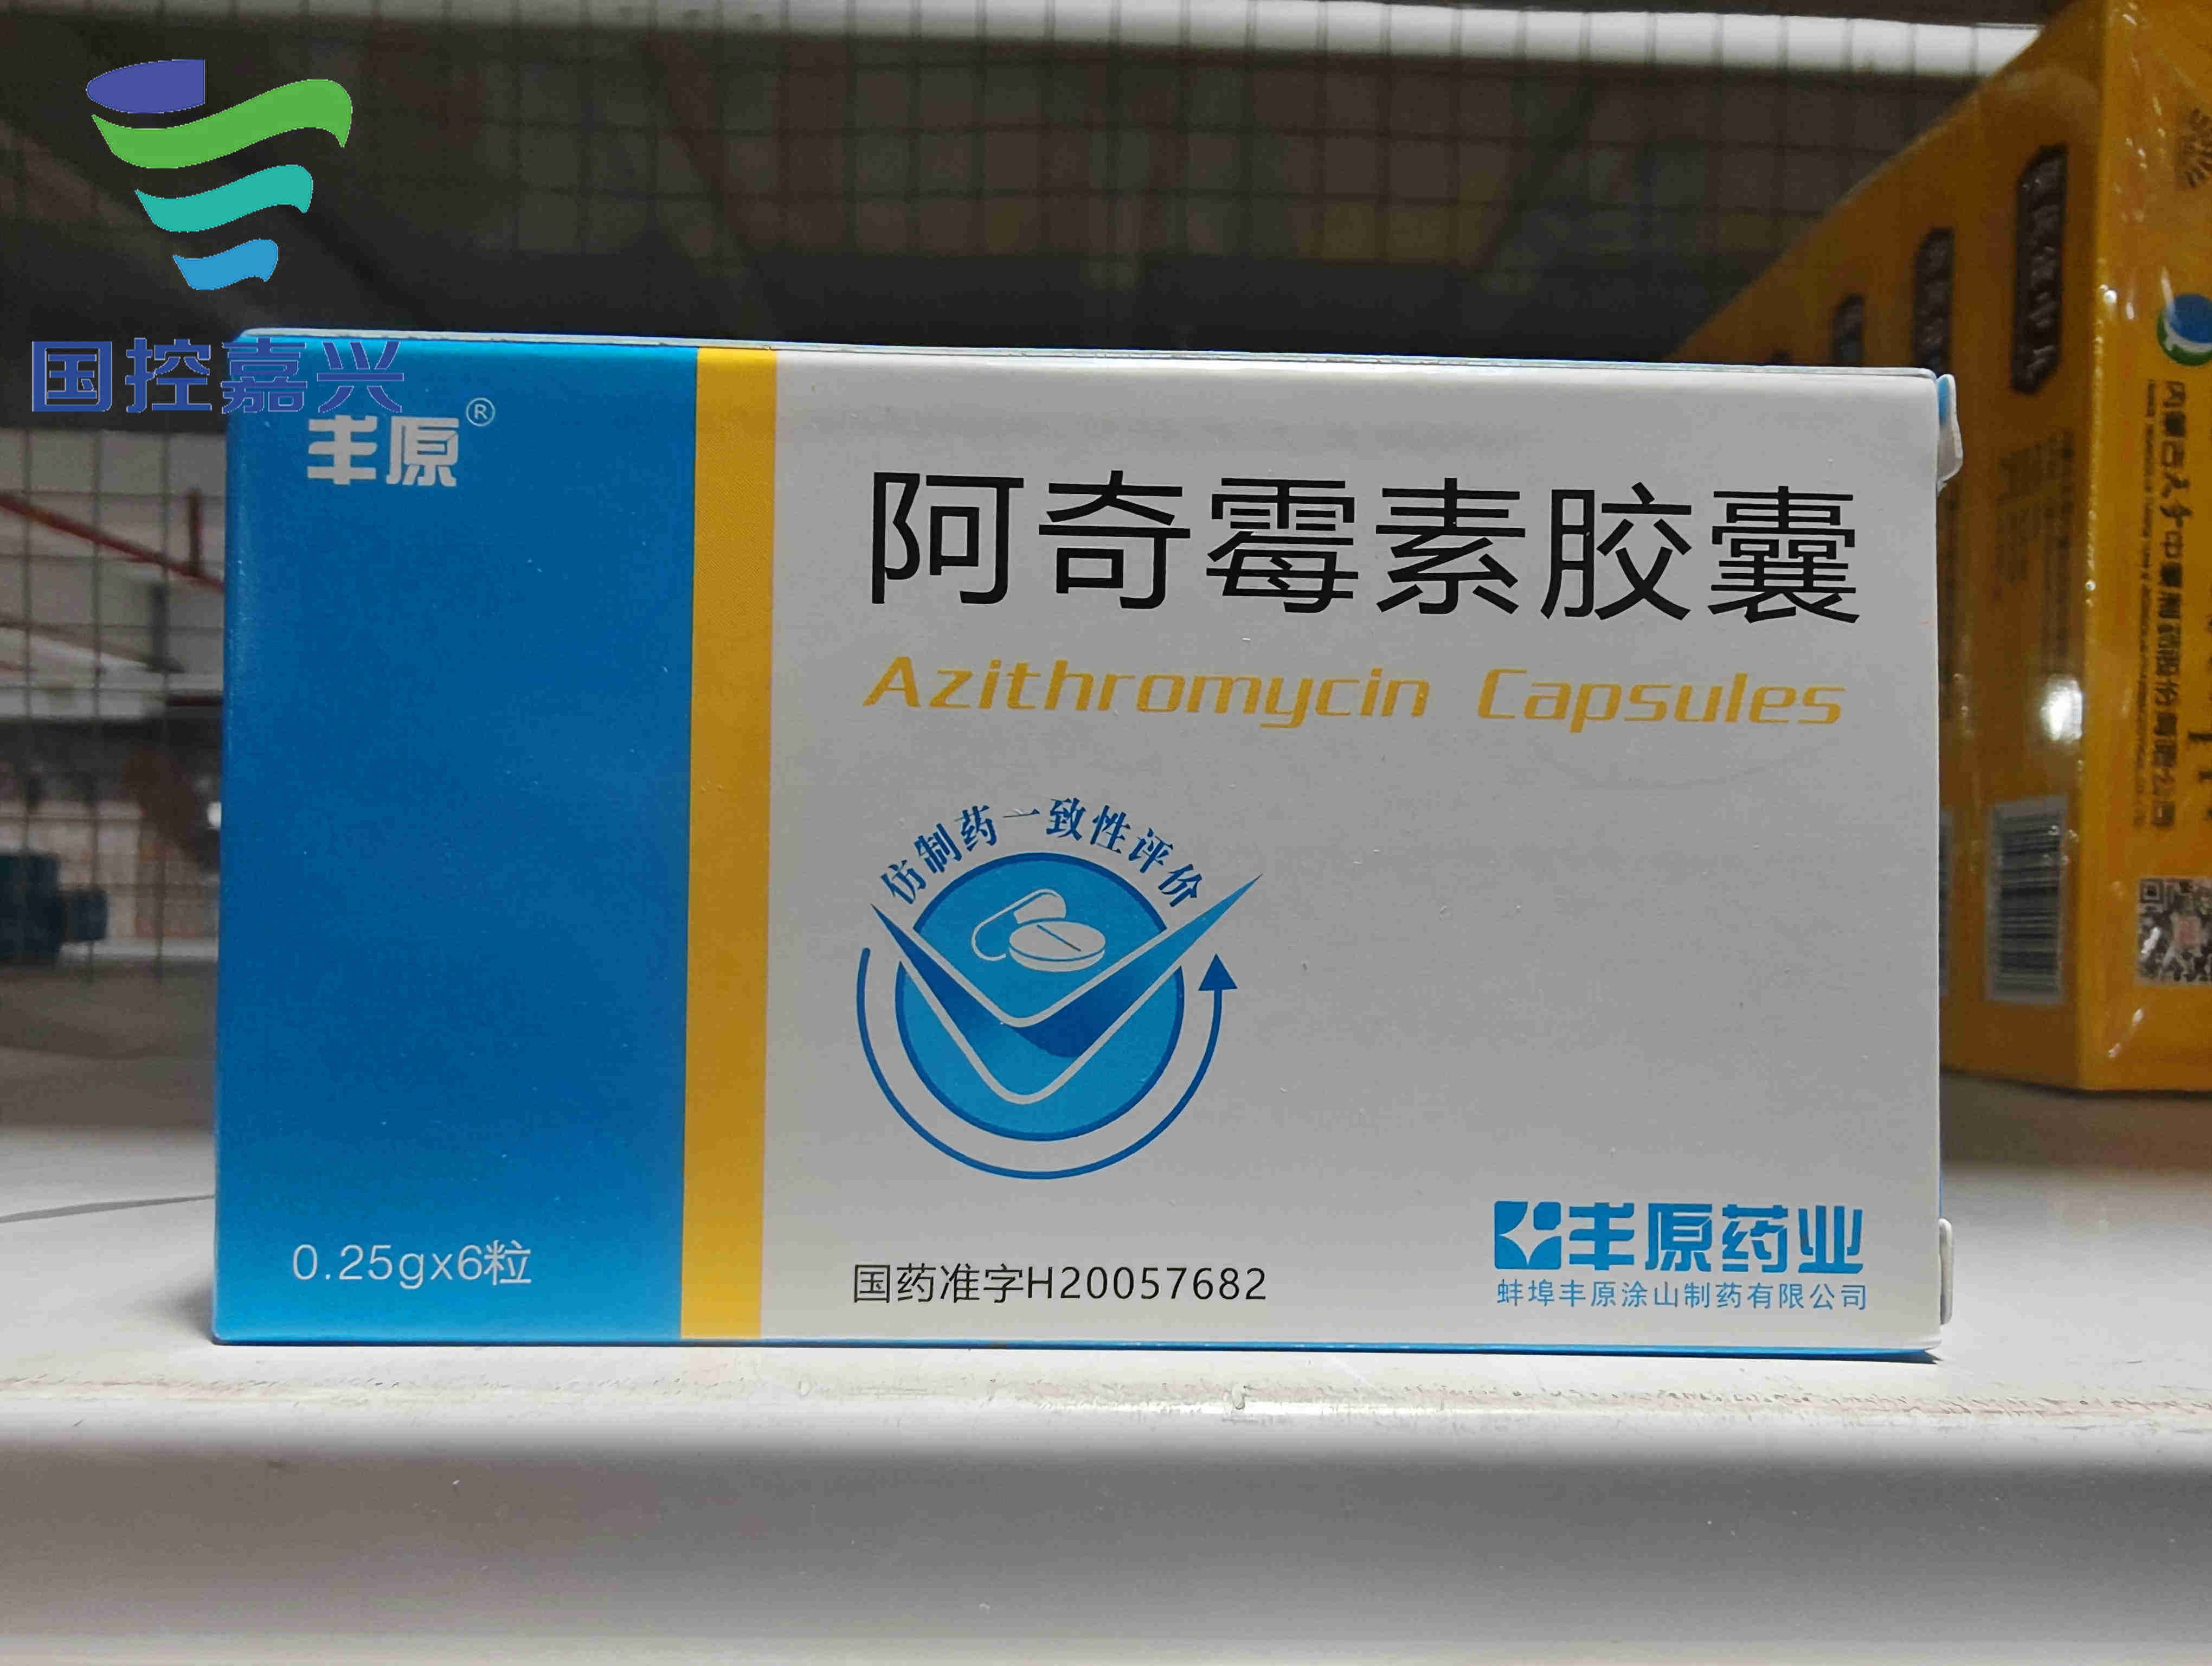 国控嘉兴
丰原®
阿奇霉素胶囊
Azithromycin Capsules
仿制药一致性评价
0.25gx6粒
国药准字H20057682
丰原药业
蚌埠丰原涂山制药有限公司